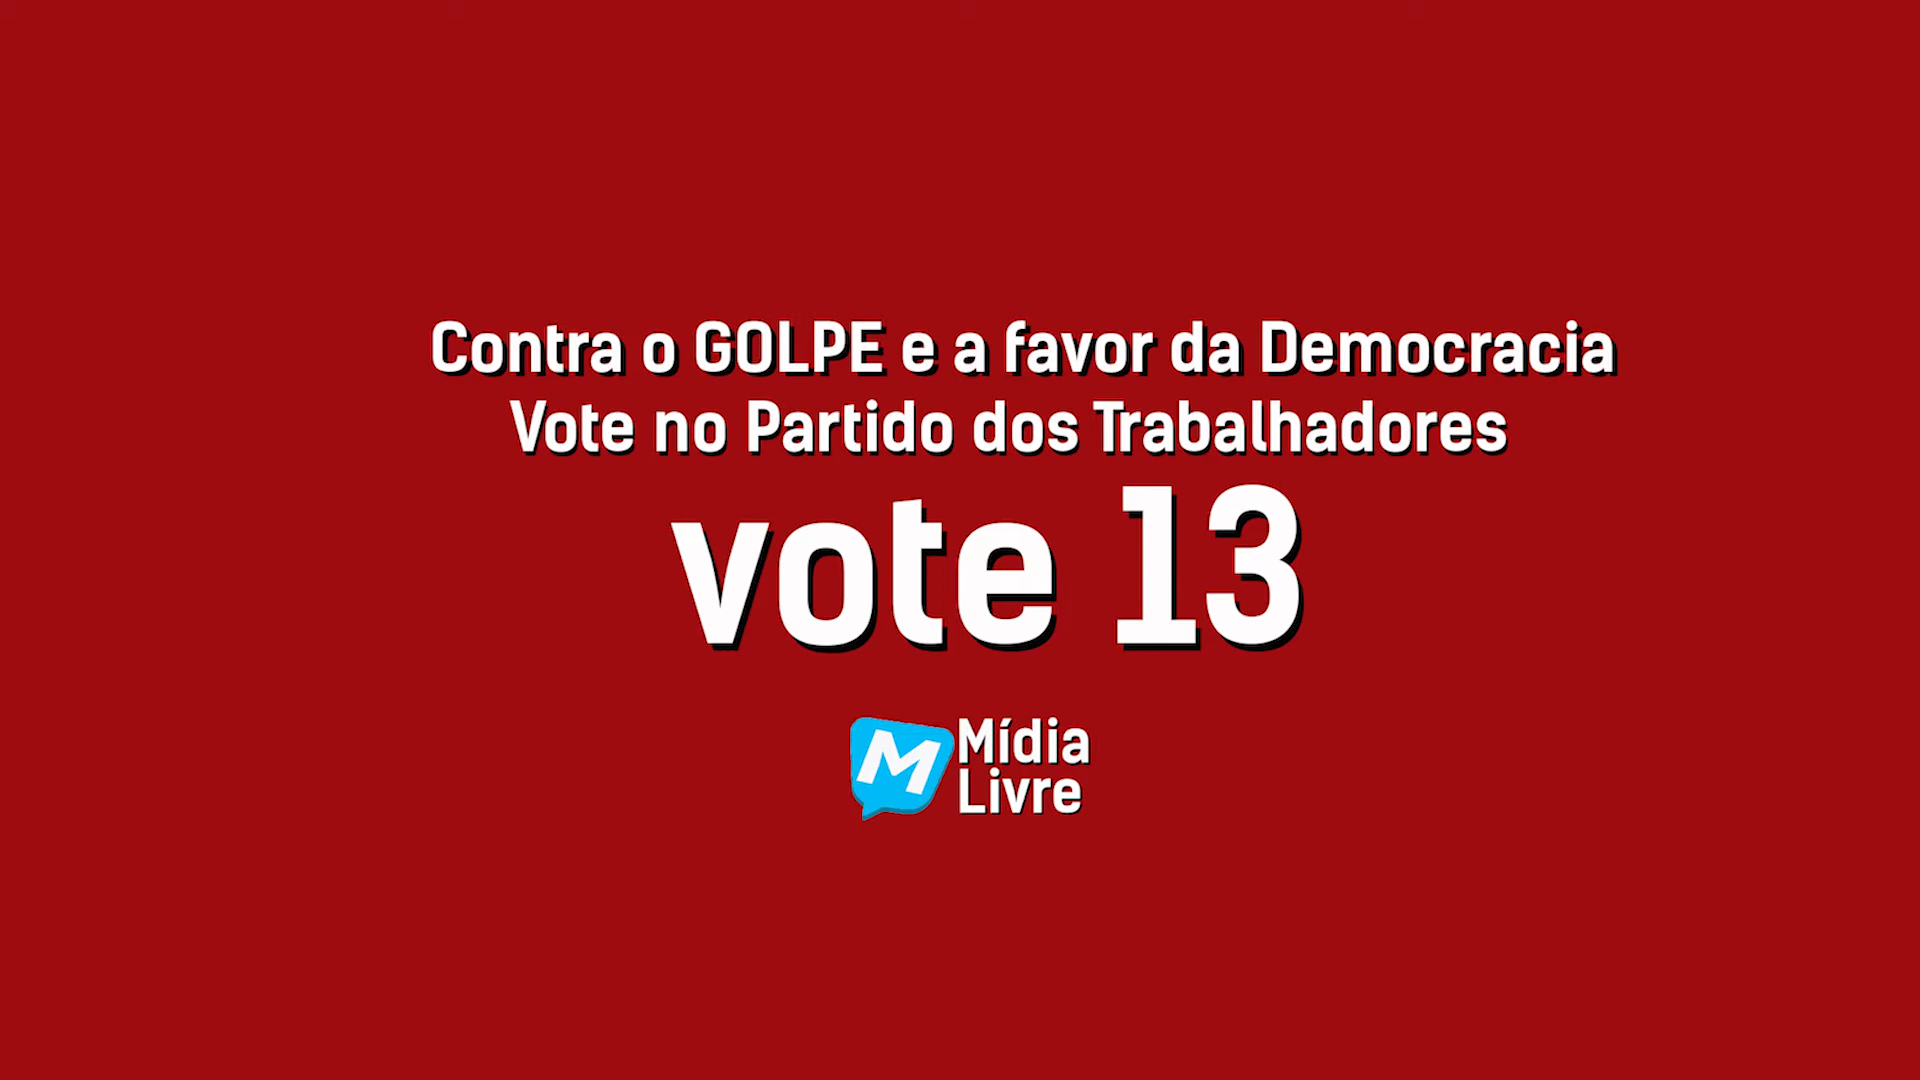 Contra o GOLPE e a favor da Democracia
Vote no Partido dos Trabalhadores
vote 13
M
Mídia
Livre